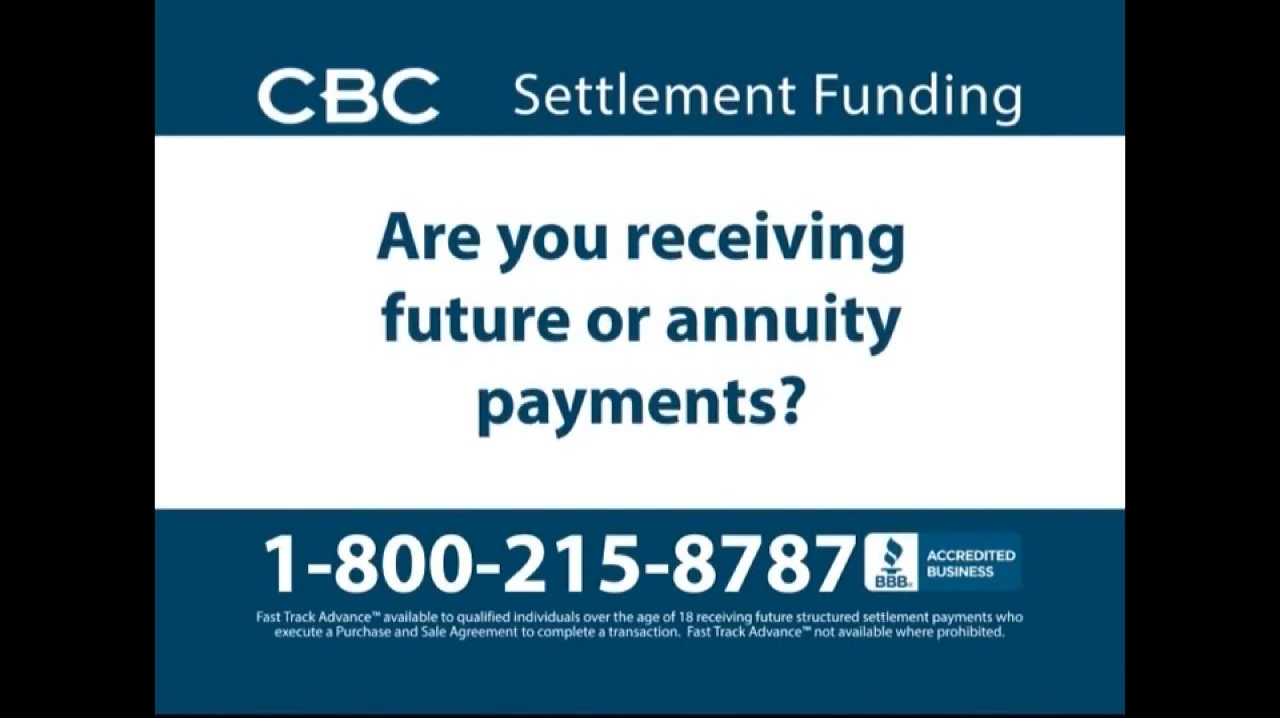 CBC Settlement Funding
Are you receiving
future or annuity
payments?
1-800-215-8787
BBB®
ACCREDITED
BUSINESS
Fast Track Advance™ available to qualified individuals over the age of 18 receiving future structured settlement payments who
execute a Purchase and Sale Agreement to complete a transaction. Fast Track Advance™ not available where prohibited.